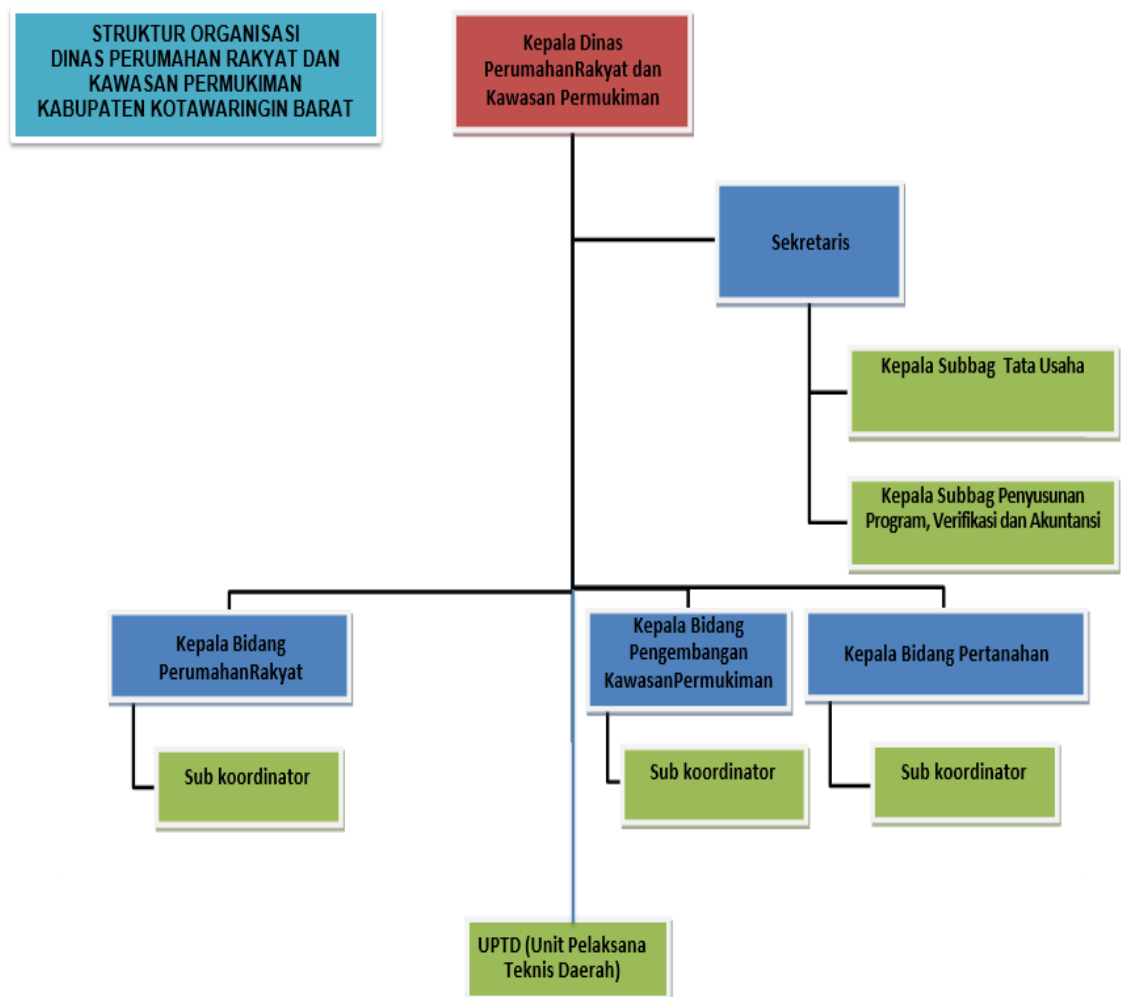 STRUKTUR ORGANISASI
DINAS PERUMAHAN RAKYAT DAN
KAWASAN PERMUKIMAN
KABUPATEN KOTAWARINGIN BARAT
Kepala Dinas
PerumahanRakyat dan
Kawasan Permukiman
Sekretaris
Kepala Subbag Tata Usaha
Kepala Subbag Penyusunan
Program, Verifikasi dan Akuntansi
Kepala Bidang
PerumahanRakyat
Kepala Bidang
Pengembangan
KawasanPermukiman
Kepala Bidang Pertanahan
Sub koordinator
Sub koordinator
Sub koordinator
UPTD (Unit Pelaksana
Teknis Daerah)